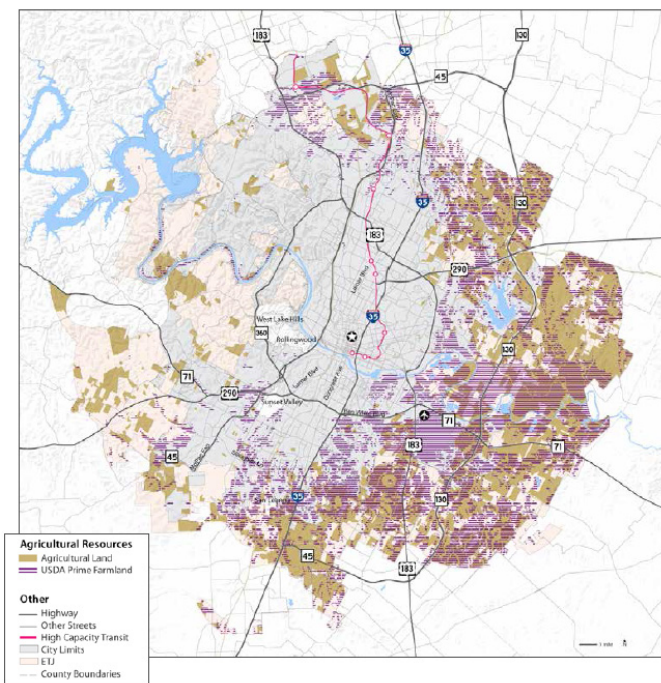 183
35
130
45
35
130
183
290
Lamar Blvd
West Lake Hills
35
360
Rollingwood
130
71
290
Sunset Valley
71
183
71
45
35
130
45
183
Agricultural Resources
Agricultural Land
USDA Prime Farmland
Other
Highway
Other Streets
High Capacity Transit
City Limits
ETJ
County Boundaries